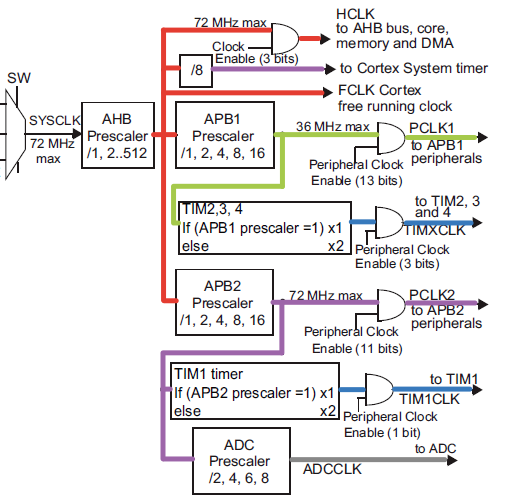 72 MHz max
HCLK
to AHB bus, core,
memory and DMA
Clock
Enable (3 bits)
/8
to Cortex System timer
SW
FCLK Cortex
free running clock
SYSCLK
72 MHz
max
AHB
Prescaler
/1, 2..512
APB1
Prescaler
/1, 2, 4, 8, 16
36 MHz max
PCLK1
to APB1
peripherals
Peripheral Clock
Enable (13 bits)
TIM2,3, 4
If (APB1 prescaler =1) x1
else x2
to TIM2, 3
and 4
TIMXCLK
Peripheral Clock
Enable (3 bits)
APB2
Prescaler
/1, 2, 4, 8, 16
72 MHz max
PCLK2
to APB2
peripherals
Peripheral Clock
Enable (11 bits)
TIM1 timer
If (APB2 prescaler =1) x1
else x2
to TIM1
TIM1CLK
Peripheral Clock
Enable (1 bit)
ADC
Prescaler
/2, 4, 6, 8
to ADC
ADCCLK